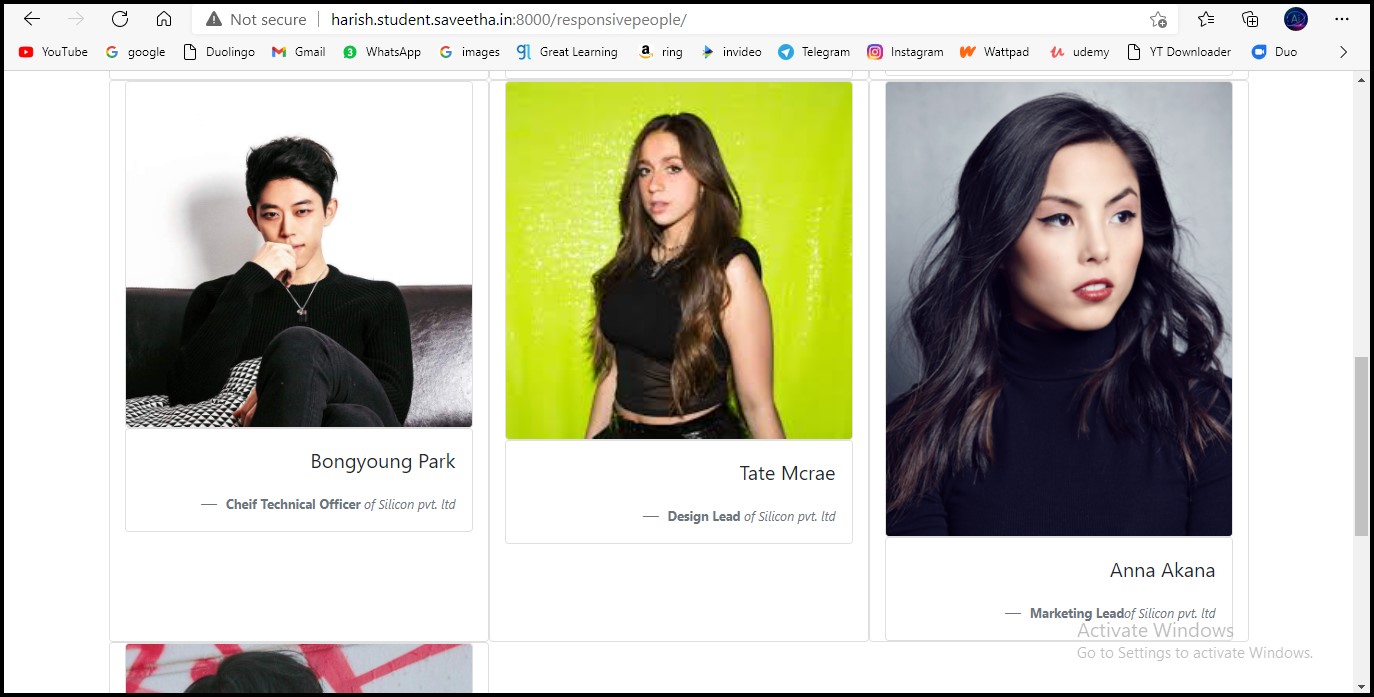 Not secure harish.student.saveetha.in:8000/responsivepeople/
YouTube google Duolingo Gmail WhatsApp images Great Learning ring invideo Telegram Instagram Wattpad udemy YT Downloader Duo
Bongyoung Park
— Cheif Technical Officer of Silicon pvt. ltd
Tate Mcrae
— Design Lead of Silicon pvt. ltd
Anna Akana
— Marketing Leadof Silicon pvt. ltd
Activate Windows
Go to Settings to activate Windows.